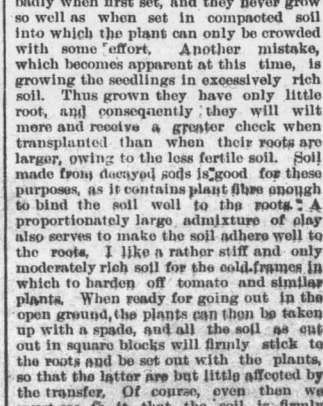 badly when first set, and they never grow
so well as when set in compacted soil
into which the plant can only be crowded
with some effort. Another mistake,
which becomes apparent at this time, is
growing the seedlings in excessively rich
soil. Thus grown they have only little
root, and consequently they will wilt
more and receive a greater check when
transplanted than when their roots are
larger, owing to the less fertile soil. Soil
made from decayed sods is good for these
purposes, as it contains plant fibre enough
to bind the soil well to the roots. A
proportionately large admixture of clay
also serves to make the soil adhere well to
the roots. I like a rather stiff and only
moderately rich soil for the cold frames in
which to harden off tomato and similar
plants. When ready for going out in the
open ground, the plants can then be taken
up with a spade, and all the soil as cut
out in square blocks will firmly stick to
the roots and be set out with the plants,
so that the latter are but little affected by
the transfer. Of course, even then we
that the soil is firmly